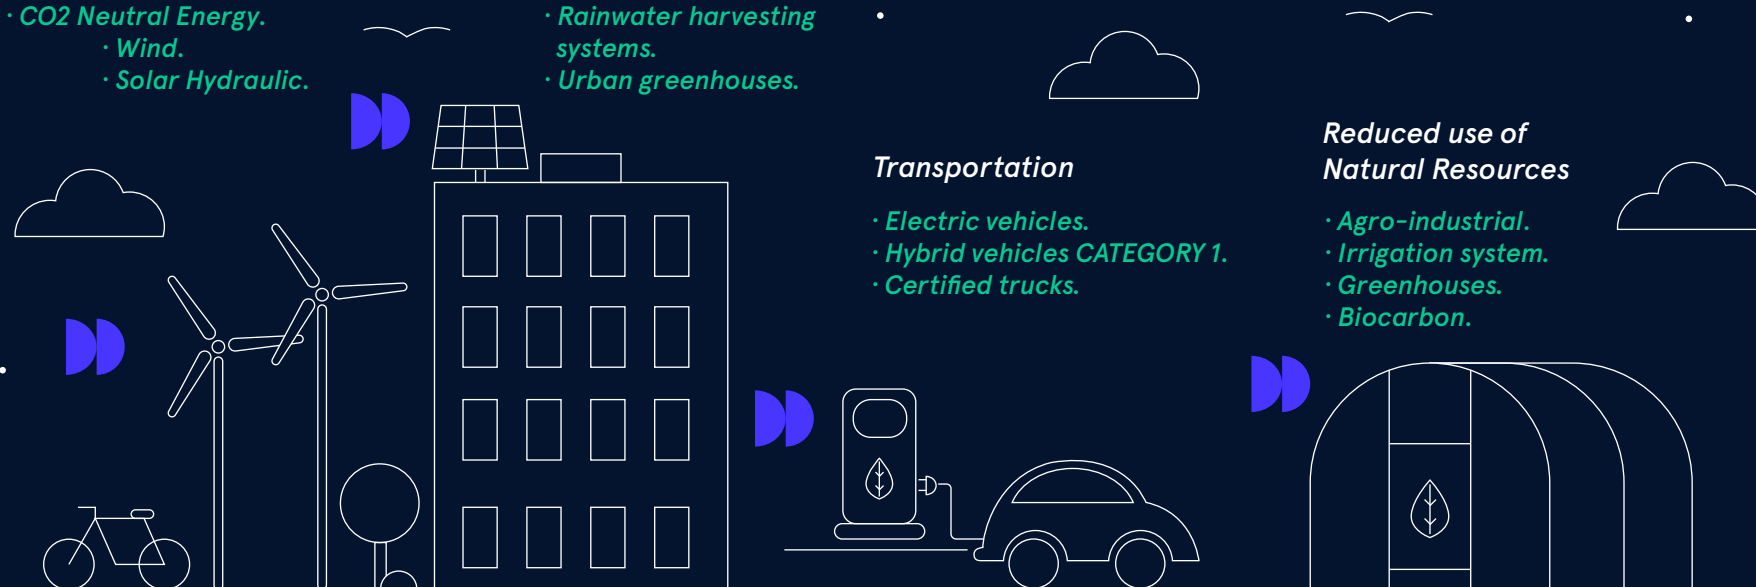 · CO2 Neutral Energy.
· Wind.
· Solar Hydraulic.
· Rainwater harvesting
systems.
· Urban greenhouses.
Transportation
· Electric vehicles.
· Hybrid vehicles CATEGORY 1.
· Certified trucks.
Reduced use of
Natural Resources
· Agro-industrial.
· Irrigation system.
· Greenhouses.
· Biocarbon.